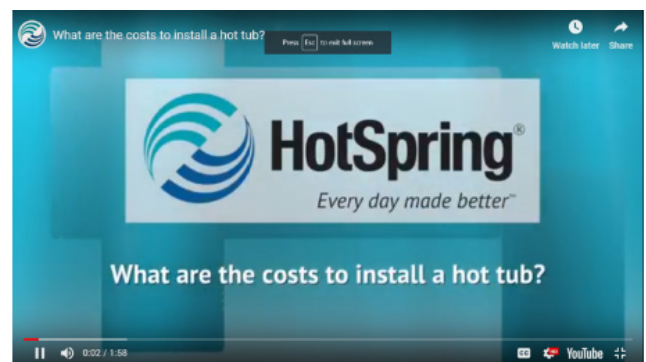 What are the costs to install a hot tub?
Press Esc to exit full screen
Watch later
Share
HotSpring®
Every day made better™
What are the costs to install a hot tub?
0:02 / 1:58
CC
YouTube